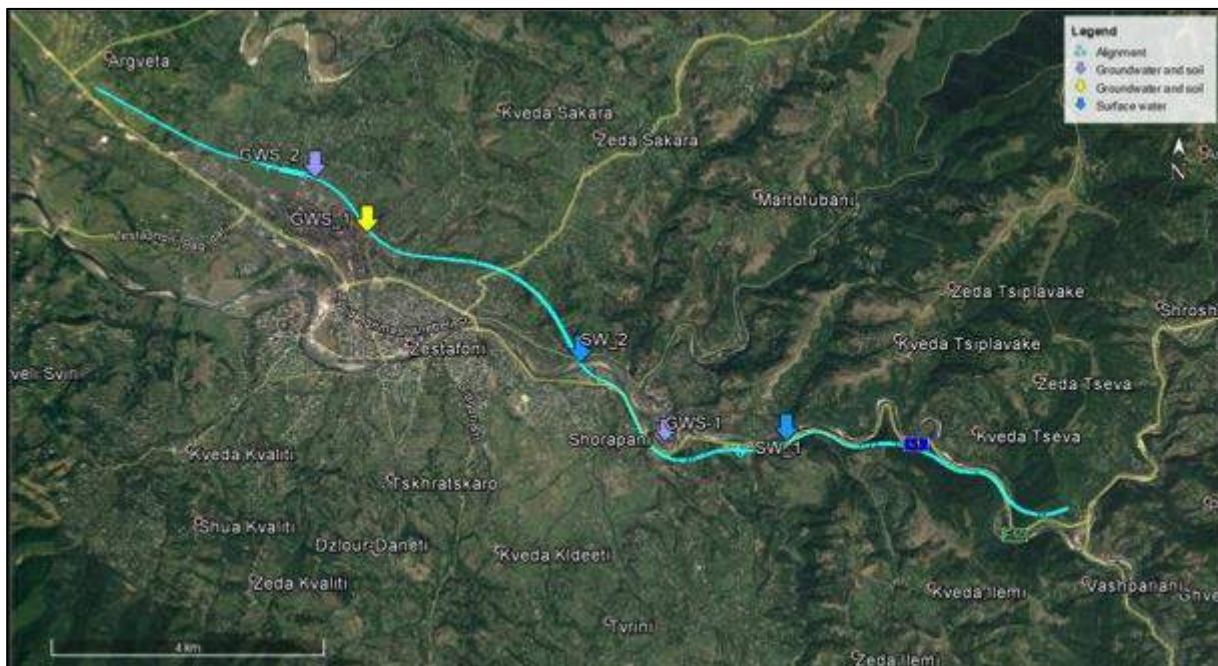 Legend
Alignment
Groundwater and soil
Groundwater and soil
Surface water
Argveta
Kveda Sakara
Zeda Sakara
GWS_2
Martotubani
GWS_1
Zeda Tsiplavake
SW_2
Kveda Tsiplavake
Zestafoni
Zeda Tseva
GWS-1
Shorapani
SW_1
Kveda Tseva
Kveda Kvaliti
Tskhratskaro
Shua Kvaliti
Dzlour-Daneti
Kveda Kldeeti
Zeda Kvaliti
Kveda Ilemi
Vashpariani
Tvrini
Zeda Ilemi
4 km
N